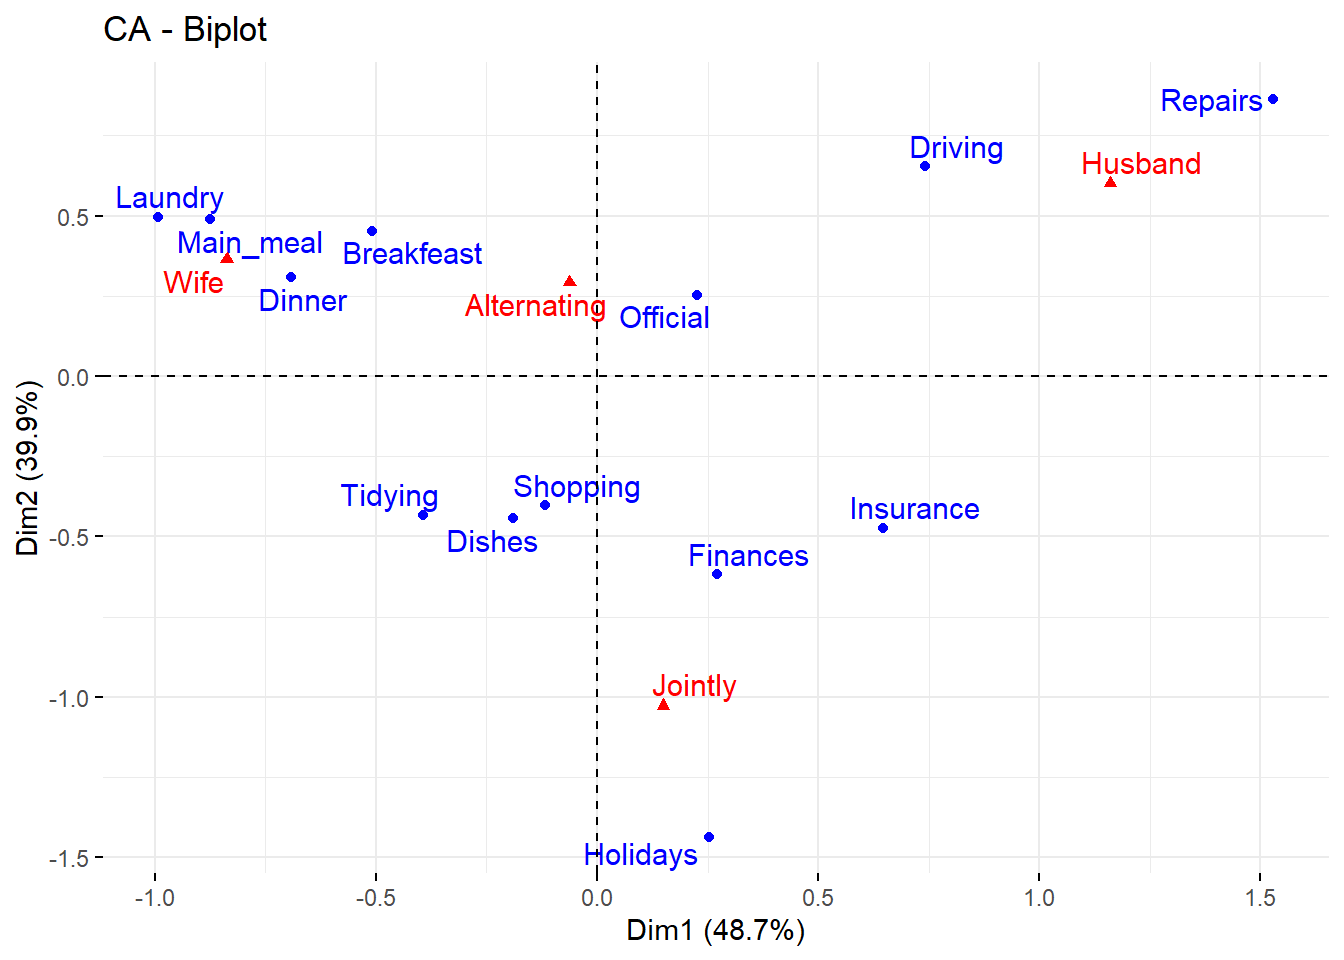 CA - Biplot
Repairs
Driving
Husband
Laundry
Main_meal
Breakfeast
Wife
Dinner
Alternating
Official
Tidying
Shopping
Dishes
Insurance
Finances
Jointly
Holidays
0.5
0.0
-0.5
-1.0
-1.5
Dim2 (39.9%)
-1.0 -0.5 0.0 0.5 1.0 1.5
Dim1 (48.7%)